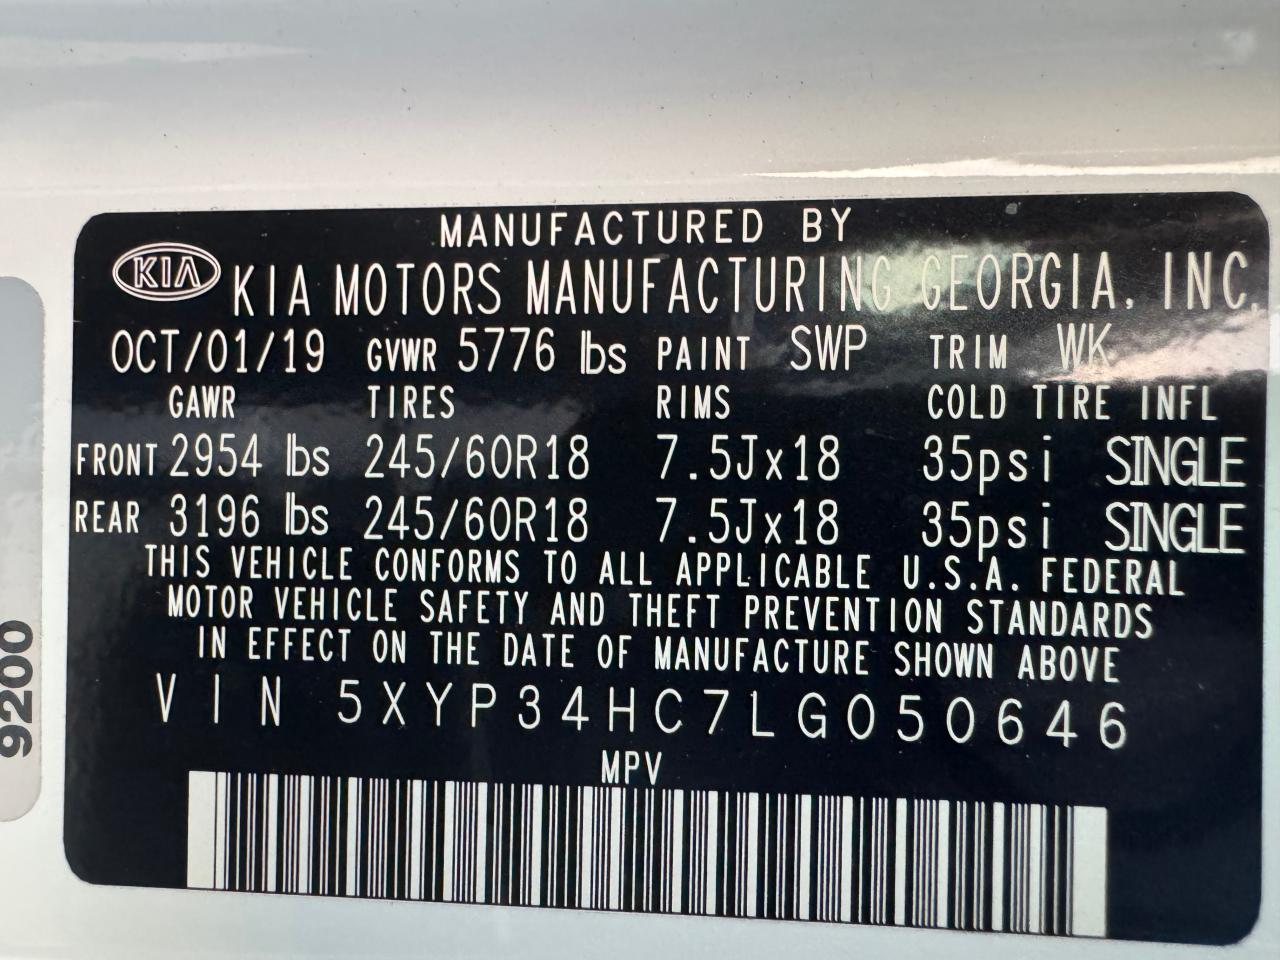 MANUFACTURED BY
KIA KIA MOTORS MANUFACTURING GEORGIA, INC.
OCT/01/19 GVWR 5776 lbs PAINT SWP TRIM WK
GAWR TIRES RIMS COLD TIRE INFL
FRONT 2954 lbs 245/60R18 7.5Jx18 35psi SINGLE
REAR 3196 lbs 245/60R18 7.5Jx18 35psi SINGLE
THIS VEHICLE CONFORMS TO ALL APPLICABLE U.S.A. FEDERAL
MOTOR VEHICLE SAFETY AND THEFT PREVENTION STANDARDS
IN EFFECT ON THE DATE OF MANUFACTURE SHOWN ABOVE
VIN 5XYP34HC7LG050646
MPV
9200